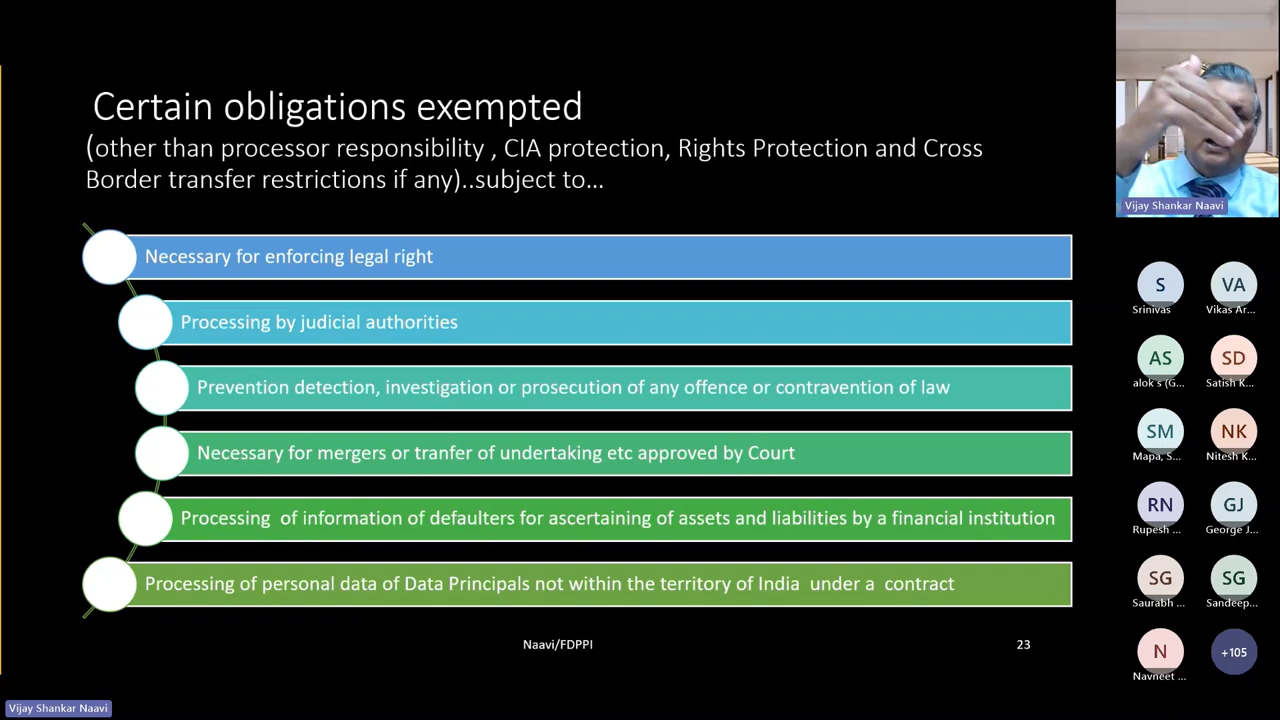 Certain obligations exempted
(other than processor responsibility , CIA protection, Rights Protection and Cross
Border transfer restrictions if any)..subject to...
Necessary for enforcing legal right
Processing by judicial authorities
Prevention detection, investigation or prosecution of any offence or contravention of law
Necessary for mergers or tranfer of undertaking etc approved by Court
Processing of information of defaulters for ascertaining of assets and liabilities by a financial institution
Processing of personal data of Data Principals not within the territory of India under a contract
Naavi/FDPPI
23
Vijay Shankar Naavi
S
VA
Srinivas
Vikas Ar...
AS
SD
alok s (G...
Satish K...
SM
NK
Mapa, S...
Nitesh K...
RN
GJ
Rupesh ...
George J...
SG
SG
Saurabh ...
Sandeep...
N
+105
Navneet ...
Vijay Shankar Naavi